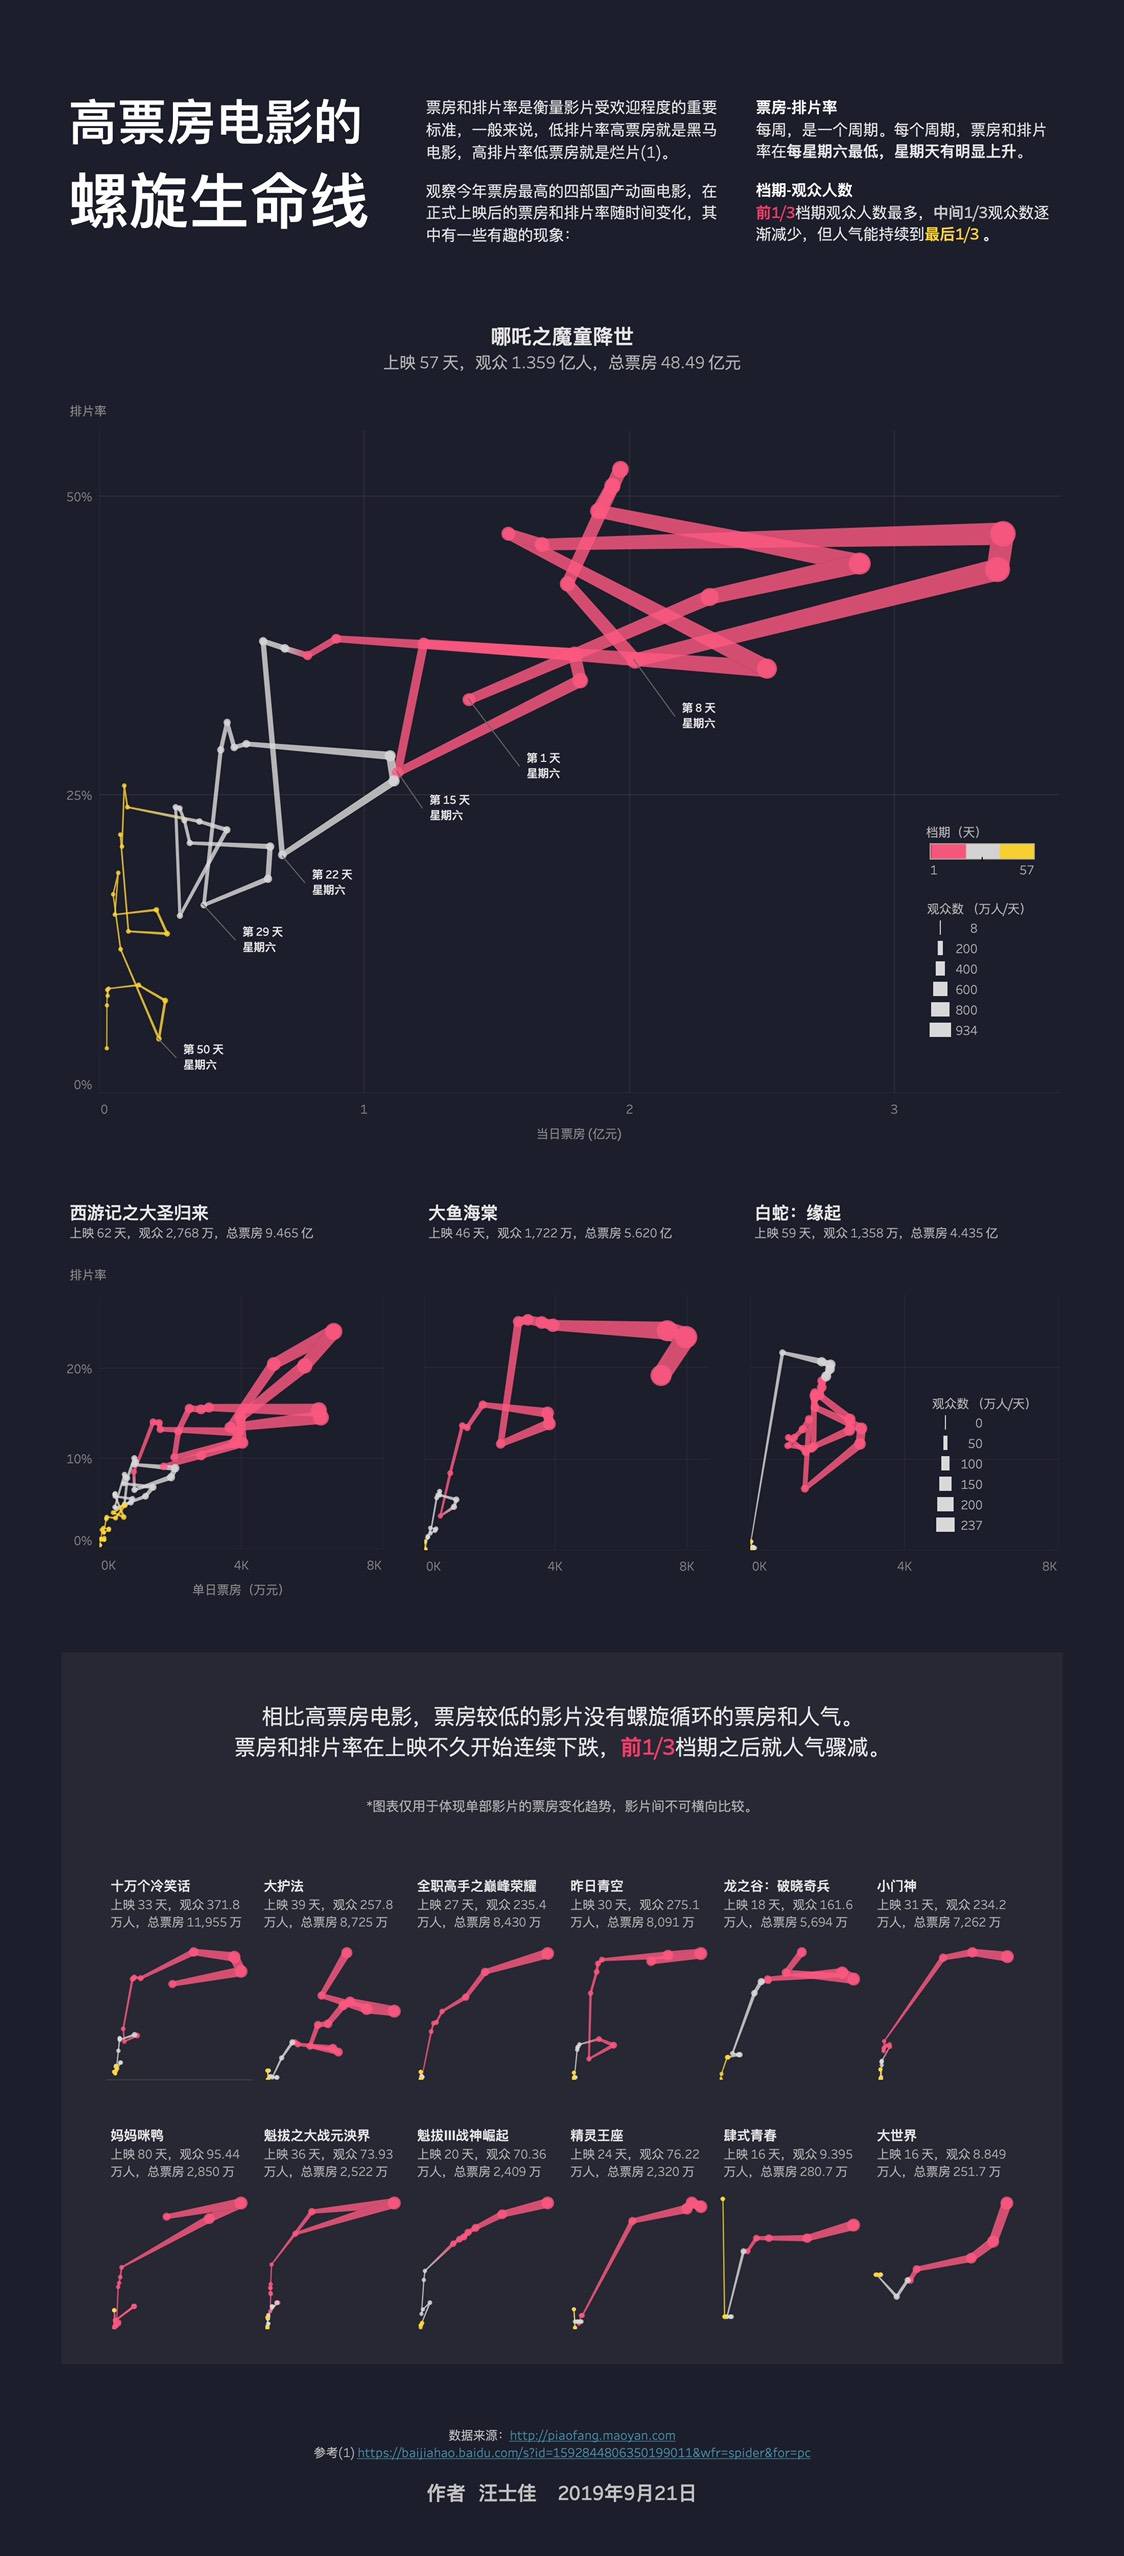 高票房电影的
螺旋生命线
票房和排片率是衡量影片受欢迎程度的重要
标准，一般来说，低排片率高票房就是黑马
电影，高排片率低票房就是烂片(1)。
观察今年票房最高的四部国产动画电影，在
正式上映后的票房和排片率随时间变化，其
中有一些有趣的现象：
票房-排片率
每周，是一个周期。每个周期，票房和排片
率在每星期六最低，星期天有明显上升。
档期-观众人数
前1/3档期观众人数最多，中间1/3观众数逐
渐减少，但人气能持续到最后1/3 。
哪吒之魔童降世
上映 57 天，观众 1.359 亿人，总票房 48.49 亿元
排片率
50%
第 8 天
星期六
第 1 天
星期六
25%
第 15 天
星期六
档期（天）
1 57
第 22 天
星期六
观众数 （万人/天）
8
第 29 天
星期六
200
400
600
800
934
第 50 天
星期六
0%
0 1 2 3
当日票房 (亿元)
西游记之大圣归来
上映 62 天，观众 2,768 万，总票房 9.465 亿
大鱼海棠
上映 46 天，观众 1,722 万，总票房 5.620 亿
白蛇：缘起
上映 59 天，观众 1,358 万，总票房 4.435 亿
排片率
20%
10%
0%
观众数 （万人/天）
0
50
100
150
200
237
0K 4K 8K
0K 4K 8K
0K 4K 8K
单日票房（万元）
相比高票房电影，票房较低的影片没有螺旋循环的票房和人气。
票房和排片率在上映不久开始连续下跌，前1/3档期之后就人气骤减。
*图表仅用于体现单部影片的票房变化趋势，影片间不可横向比较。
十万个冷笑话
上映 33 天，观众 371.8
万人，总票房 11,955 万
大护法
上映 39 天，观众 257.8
万人，总票房 8,725 万
全职高手之巅峰荣耀
上映 27 天，观众 235.4
万人，总票房 8,430 万
昨日青空
上映 30 天，观众 275.1
万人，总票房 8,091 万
龙之谷：破晓奇兵
上映 18 天，观众 161.6
万人，总票房 5,694 万
小门神
上映 31 天，观众 234.2
万人，总票房 7,262 万
妈妈咪鸭
上映 80 天，观众 95.44
万人，总票房 2,850 万
魁拔之大战元泱界
上映 36 天，观众 73.93
万人，总票房 2,522 万
魁拔III战神崛起
上映 20 天，观众 70.36
万人，总票房 2,409 万
精灵王座
上映 24 天，观众 76.22
万人，总票房 2,320 万
肆式青春
上映 16 天，观众 9.395
万人，总票房 280.7 万
大世界
上映 16 天，观众 8.849
万人，总票房 251.7 万
数据来源：http://piaofang.maoyan.com
参考(1) https://baijiahao.baidu.com/s?id=1592844806350199011&wfr=spider&for=pc
作者 汪士佳 2019年9月21日